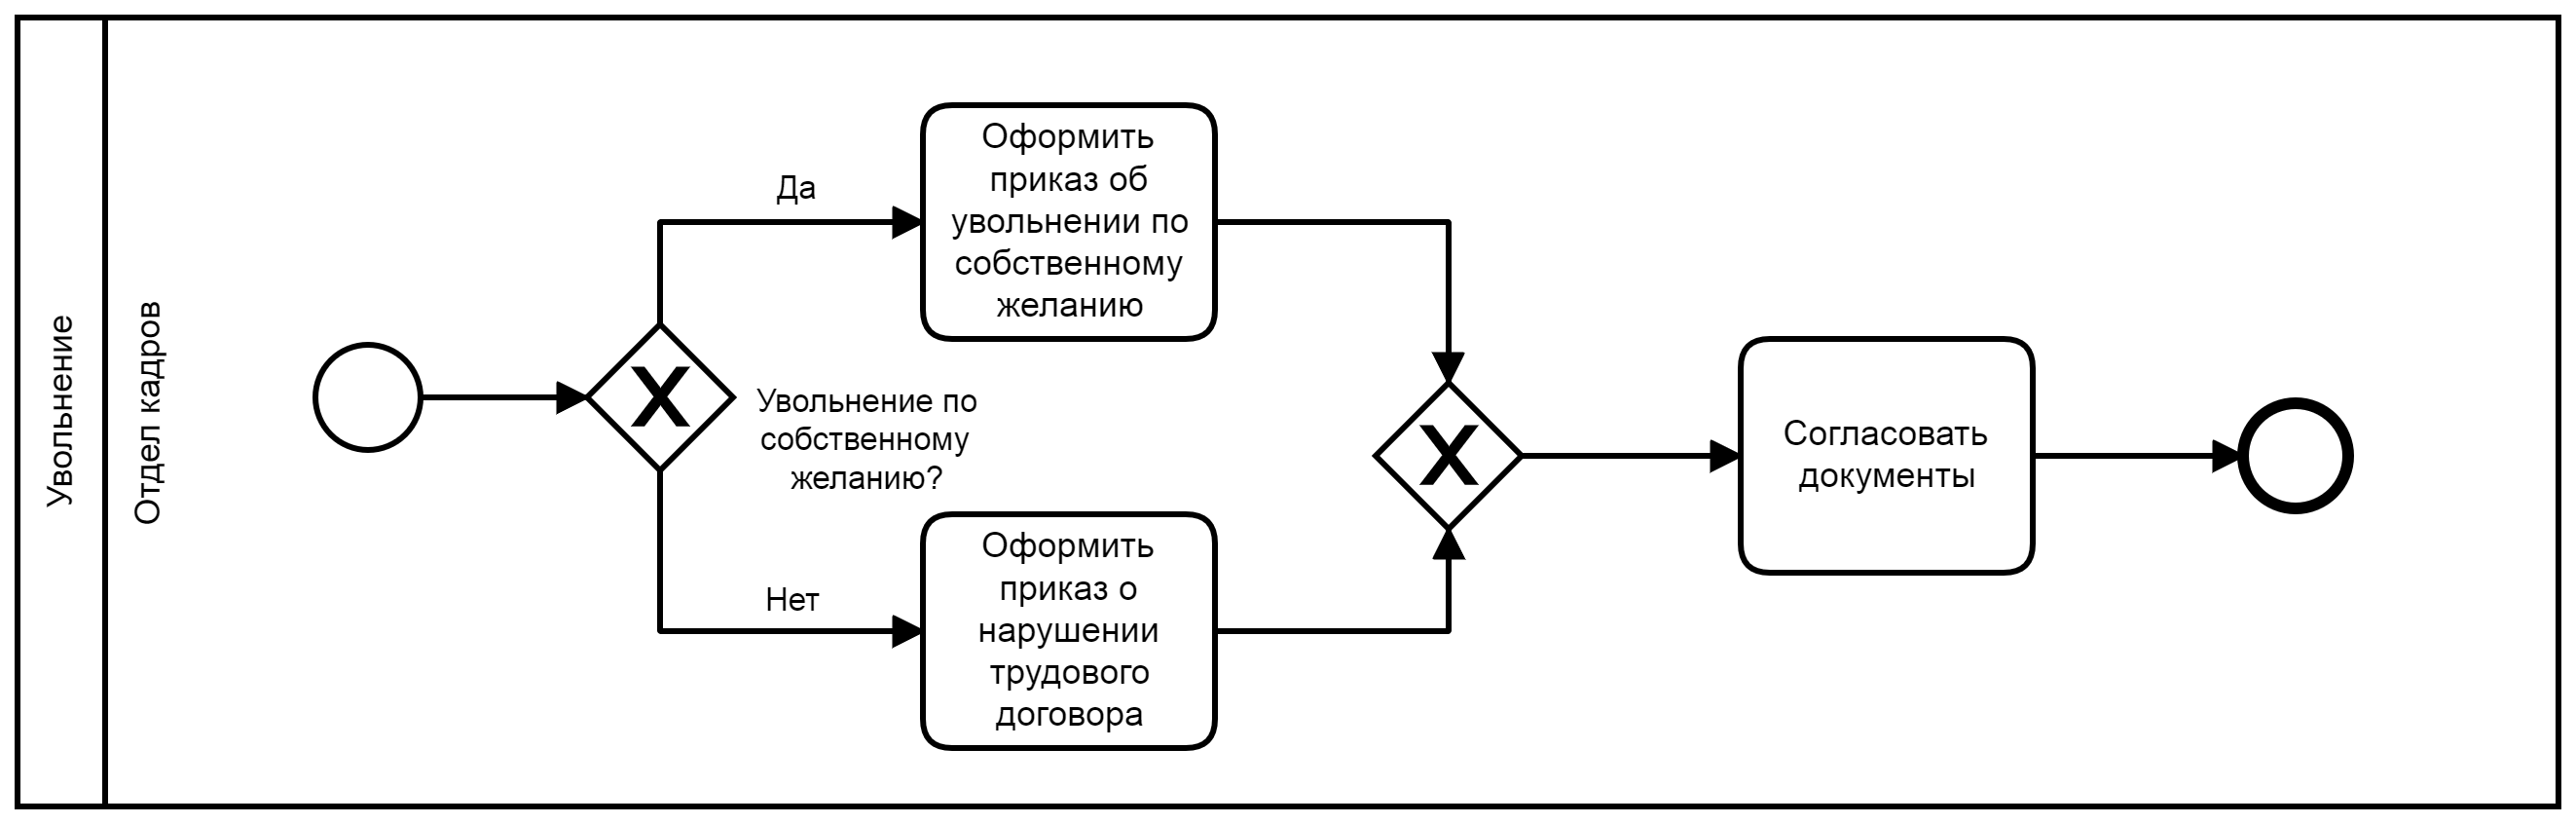 Увольнение
Отдел кадров
Да
Оформить
приказ об
увольнении по
собственному
желанию
X
Увольнение по
собственному
желанию?
Нет
Оформить
приказ о
нарушении
трудового
договора
X
Согласовать
документы